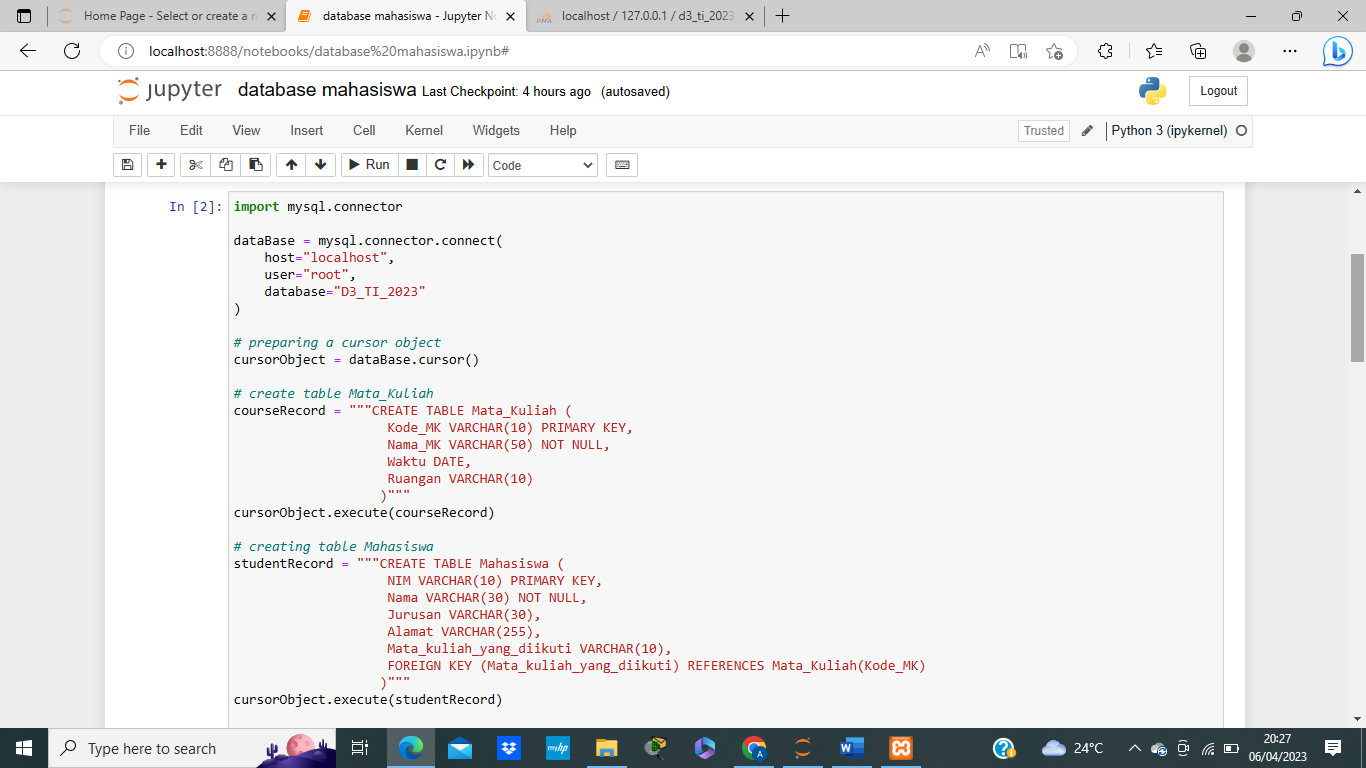 Home Page - Select or create a n
database mahasiswa - Jupyter No
localhost / 127.0.0.1 / d3_ti_2023
localhost:8888/notebooks/database%20mahasiswa.ipynb#
jupyter database mahasiswa Last Checkpoint: 4 hours ago (autosaved)
Logout
File Edit View Insert Cell Kernel Widgets Help
Trusted
Python 3 (ipykernel)
Run
Code
In [2]: import mysql.connector
dataBase = mysql.connector.connect(
host="localhost",
user="root",
database="D3_TI_2023"
)
# preparing a cursor object
cursorObject = dataBase.cursor()
# create table Mata_Kuliah
courseRecord = """CREATE TABLE Mata_Kuliah (
Kode_MK VARCHAR(10) PRIMARY KEY,
Nama_MK VARCHAR(50) NOT NULL,
Waktu DATE,
Ruangan VARCHAR(10)
)"""
cursorObject.execute(courseRecord)
# creating table Mahasiswa
studentRecord = """CREATE TABLE Mahasiswa (
NIM VARCHAR(10) PRIMARY KEY,
Nama VARCHAR(30) NOT NULL,
Jurusan VARCHAR(30),
Alamat VARCHAR(255),
Mata_kuliah_yang_diikuti VARCHAR(10),
FOREIGN KEY (Mata_kuliah_yang_diikuti) REFERENCES Mata_Kuliah(Kode_MK)
)"""
cursorObject.execute(studentRecord)
Type here to search
24°C
20:27
06/04/2023